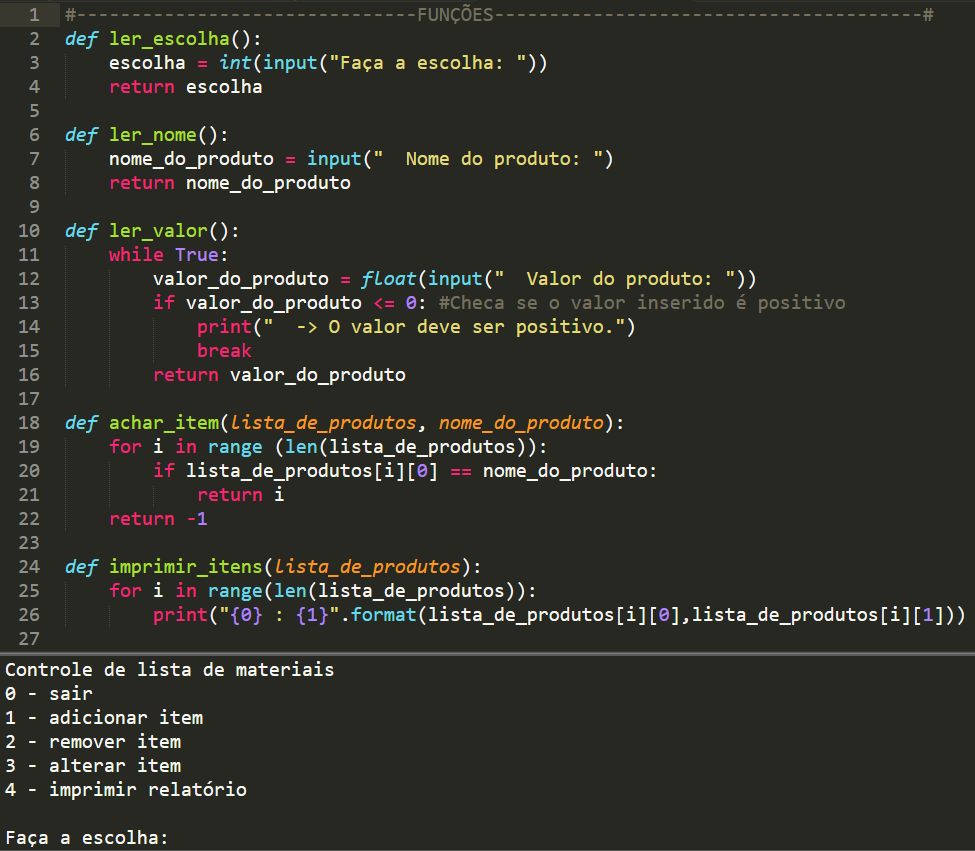 1 #-------------------------------FUNÇÕES---------------------------------------#
2 def ler_escolha():
3     escolha = int(input("Faça a escolha: "))
4     return escolha
5
6 def ler_nome():
7     nome_do_produto = input("  Nome do produto: ")
8     return nome_do_produto
9
10 def ler_valor():
11     while True:
12         valor_do_produto = float(input("  Valor do produto: "))
13         if valor_do_produto <= 0: #Checa se o valor inserido é positivo
14             print("  -> O valor deve ser positivo.")
15             break
16         return valor_do_produto
17
18 def achar_item(lista_de_produtos, nome_do_produto):
19     for i in range (len(lista_de_produtos)):
20         if lista_de_produtos[i][0] == nome_do_produto:
21             return i
22     return -1
23
24 def imprimir_itens(lista_de_produtos):
25     for i in range(len(lista_de_produtos)):
26         print("{0} : {1}".format(lista_de_produtos[i][0],lista_de_produtos[i][1]))
27
Controle de lista de materiais
0 - sair
1 - adicionar item
2 - remover item
3 - alterar item
4 - imprimir relatório

Faça a escolha: